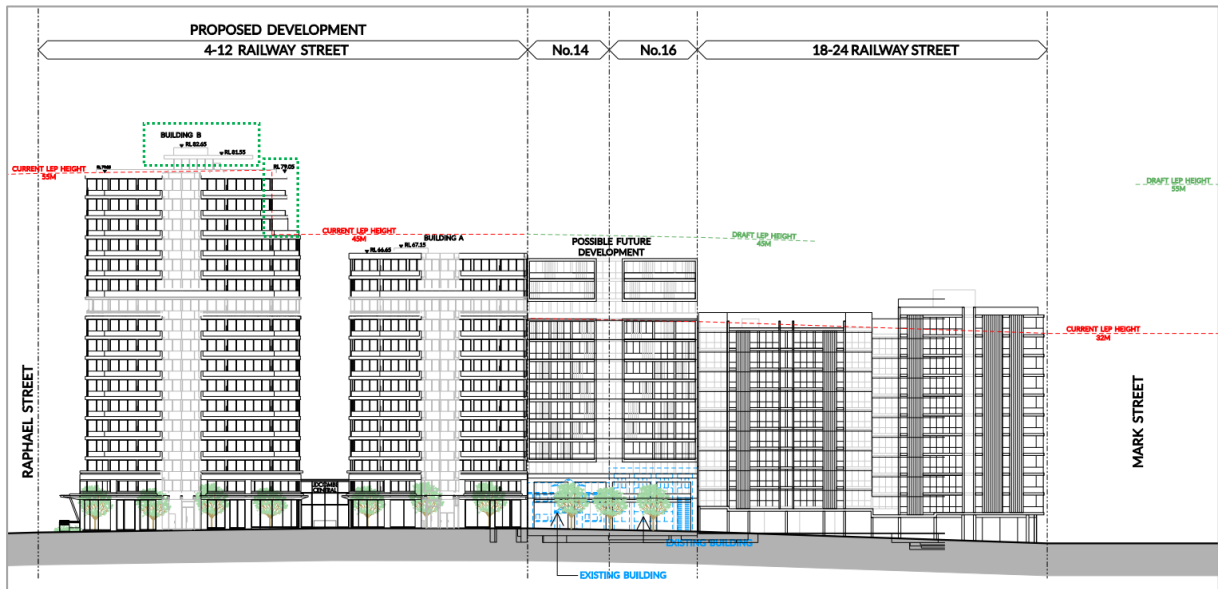 PROPOSED DEVELOPMENT
4-12 RAILWAY STREET
No.14
No.16
18-24 RAILWAY STREET
BUILDING B
RL 82.65
RL 81.55
CURRENT LEP HEIGHT
55M
RL 79.05
CURRENT LEP HEIGHT
45M
BUILDING A
RL 66.65
RL 67.15
POSSIBLE FUTURE
DEVELOPMENT
DRAFT LEP HEIGHT
45M
DRAFT LEP HEIGHT
55M
CURRENT LEP HEIGHT
32M
RAPHAEL STREET
MARK STREET
CENTRAL
EXISTING BUILDING
EXISTING BUILDING